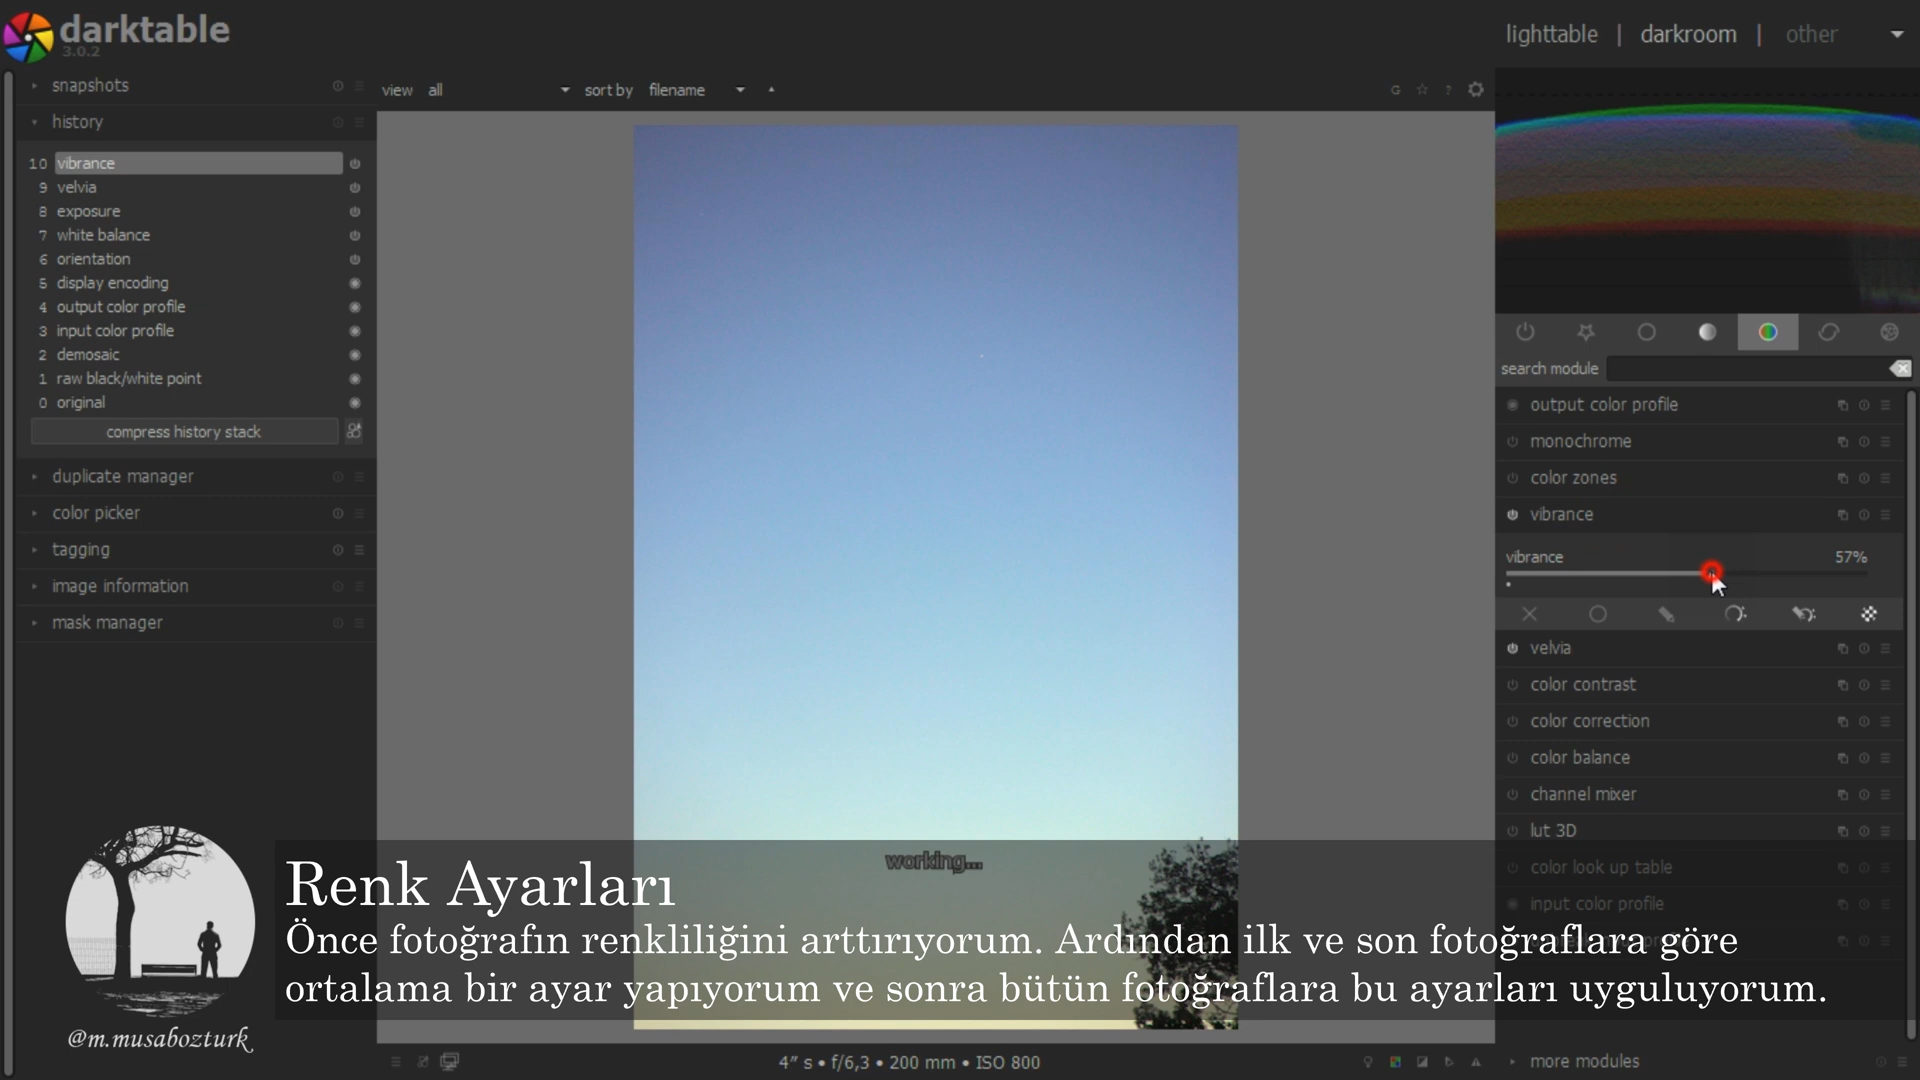 darktable
3.0.2
lighttable | darkroom | other
snapshots
history
10 vibrance
9 velvia
8 exposure
7 white balance
6 orientation
5 display encoding
4 output color profile
3 input color profile
2 demosaic
1 raw black/white point
0 original
compress history stack
duplicate manager
color picker
tagging
image information
mask manager
view all sort by filename
working...
search module
output color profile
monochrome
color zones
vibrance
vibrance 57%
velvia
color contrast
color correction
color balance
channel mixer
lut 3D
color look up table
input color profile
more modules
Renk Ayarları
Önce fotoğrafın renkliliğini arttırıyorum. Ardından ilk ve son fotoğraflara göre
ortalama bir ayar yapıyorum ve sonra bütün fotoğraflara bu ayarları uyguluyorum.
@m.musabozturk
4" s • f/6,3 • 200 mm • ISO 800